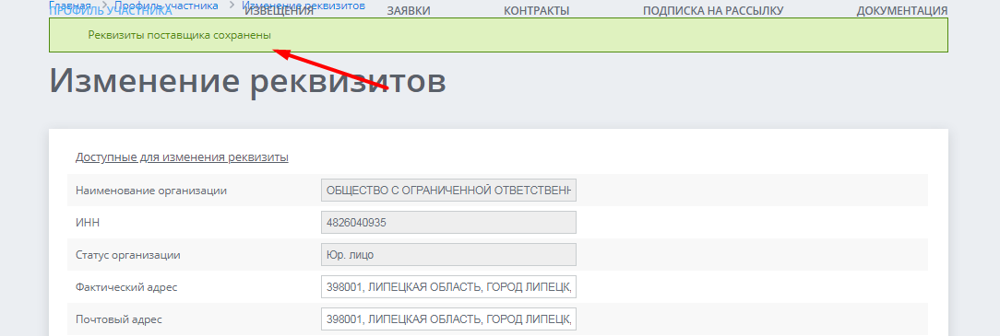 Главная > Профиль участника > Изменение реквизитов
ПРОФИЛЬ УЧАСТНИКА ИЗВЕЩЕНИЯ ЗАЯВКИ КОНТРАКТЫ ПОДПИСКА НА РАССЫЛКУ ДОКУМЕНТАЦИЯ
Реквизиты поставщика сохранены
Изменение реквизитов
Доступные для изменения реквизиты
Наименование организации ОБЩЕСТВО С ОГРАНИЧЕННОЙ ОТВЕТСТВЕНН
ИНН 4826040935
Статус организации Юр. лицо
Фактический адрес 398001, ЛИПЕЦКАЯ ОБЛАСТЬ, ГОРОД ЛИПЕЦК,
Почтовый адрес 398001, ЛИПЕЦКАЯ ОБЛАСТЬ, ГОРОД ЛИПЕЦК,